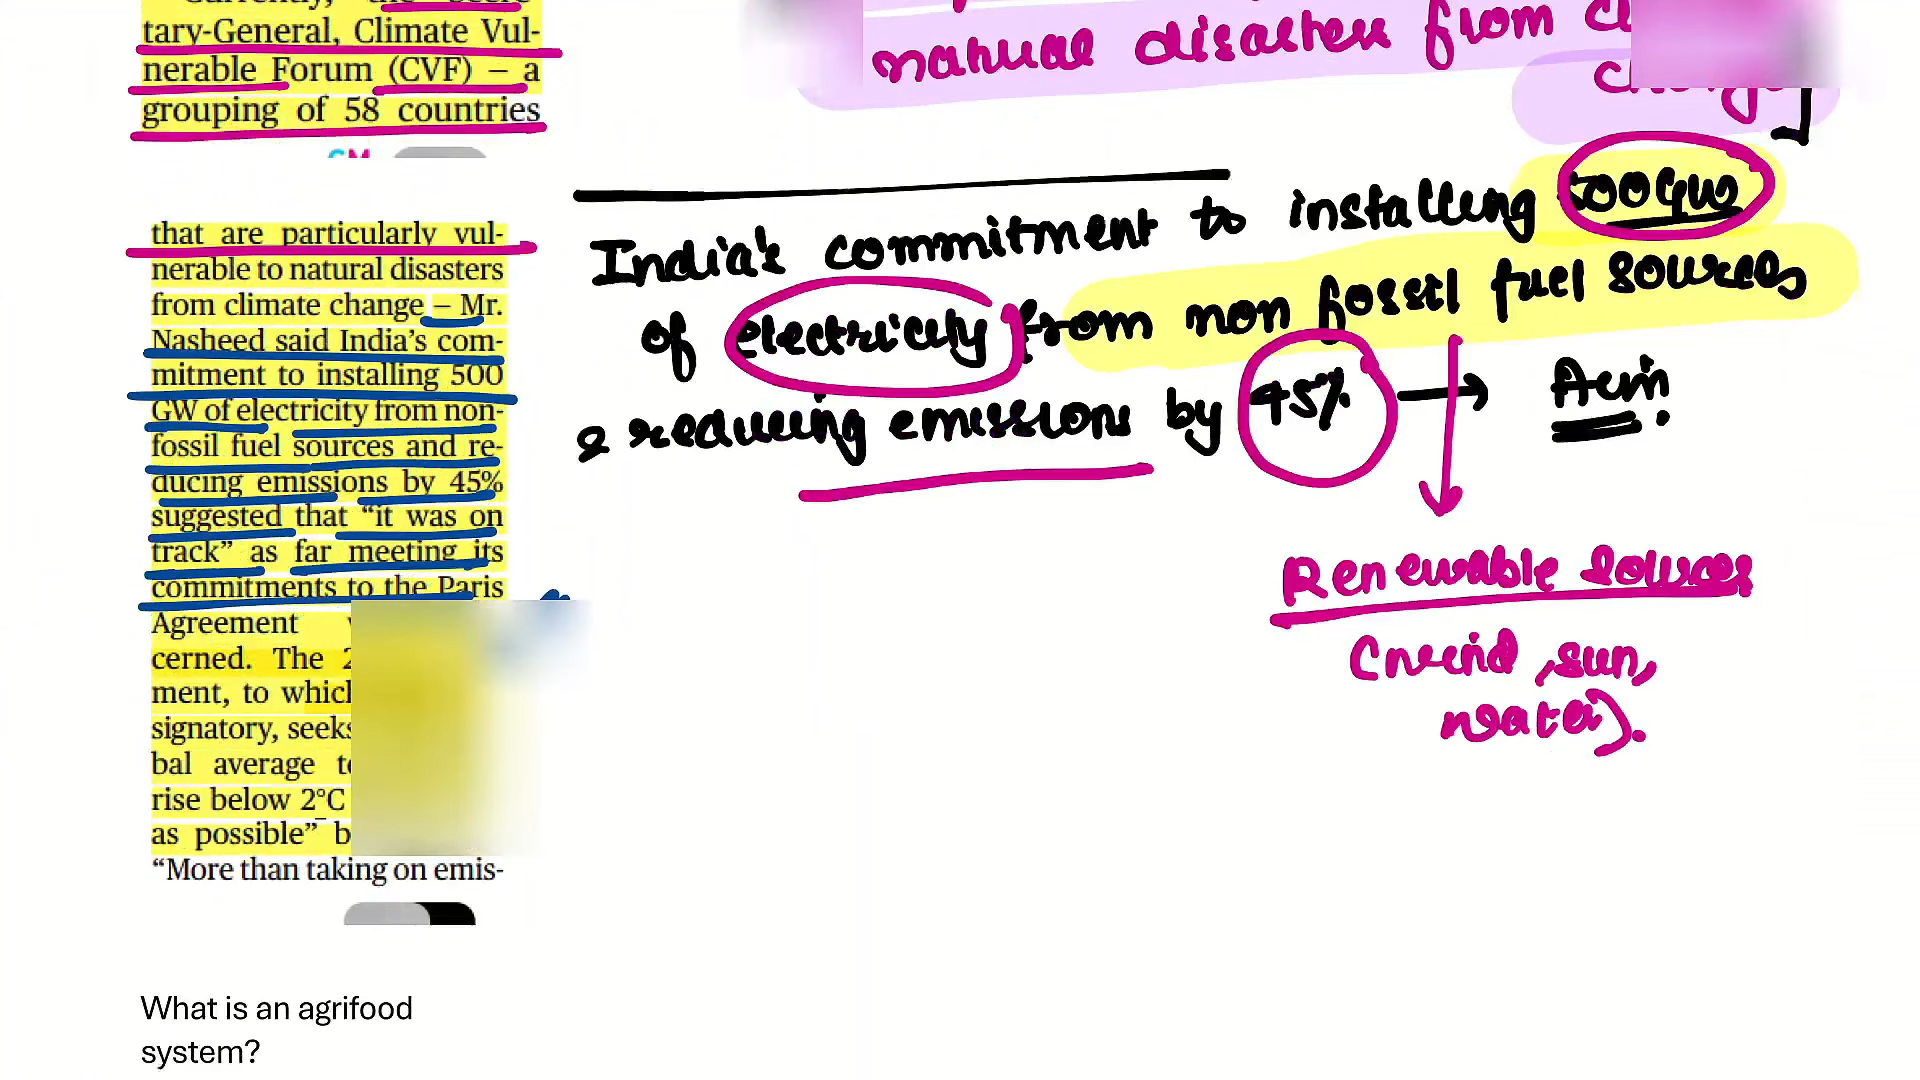 Currently, the Secre-
tary-General, Climate Vul-
nerable Forum (CVF) – a
grouping of 58 countries
that are particularly vul-
nerable to natural disasters
from climate change – Mr.
Nasheed said India's com-
mitment to installing 500
GW of electricity from non-
fossil fuel sources and re-
ducing emissions by 45%
suggested that “it was on
track” as far meeting its
commitments to the Paris
Agreement
cerned. The
ment, to which
signatory, seeks
bal average
rise below 2°C
as possible”
“More than taking on emis-
What is an agrifood
system?
natural disasters from
India's commitment to installing 500GW
of electricity from non fossil fuel sources
& reducing emissions by 45% → Aim.
Renewable sources
(wind, sun,
water).